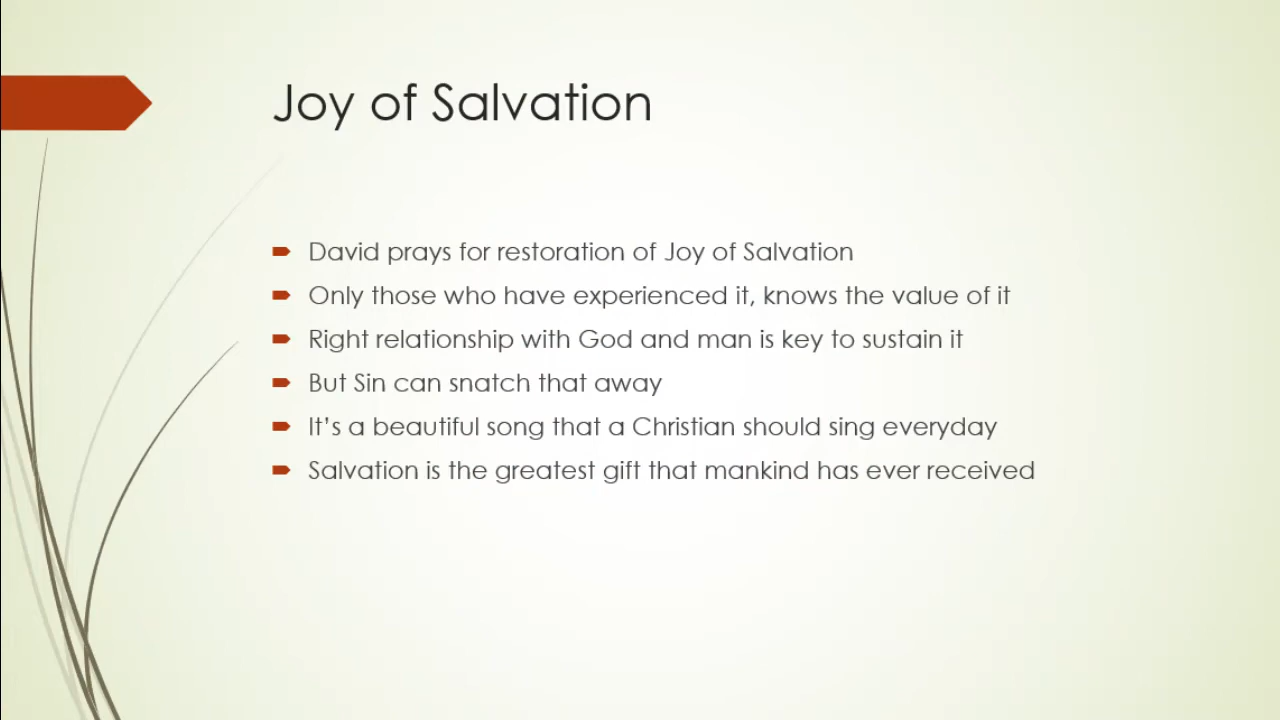 Joy of Salvation
David prays for restoration of Joy of Salvation
Only those who have experienced it, knows the value of it
Right relationship with God and man is key to sustain it
But Sin can snatch that away
It’s a beautiful song that a Christian should sing everyday
Salvation is the greatest gift that mankind has ever received